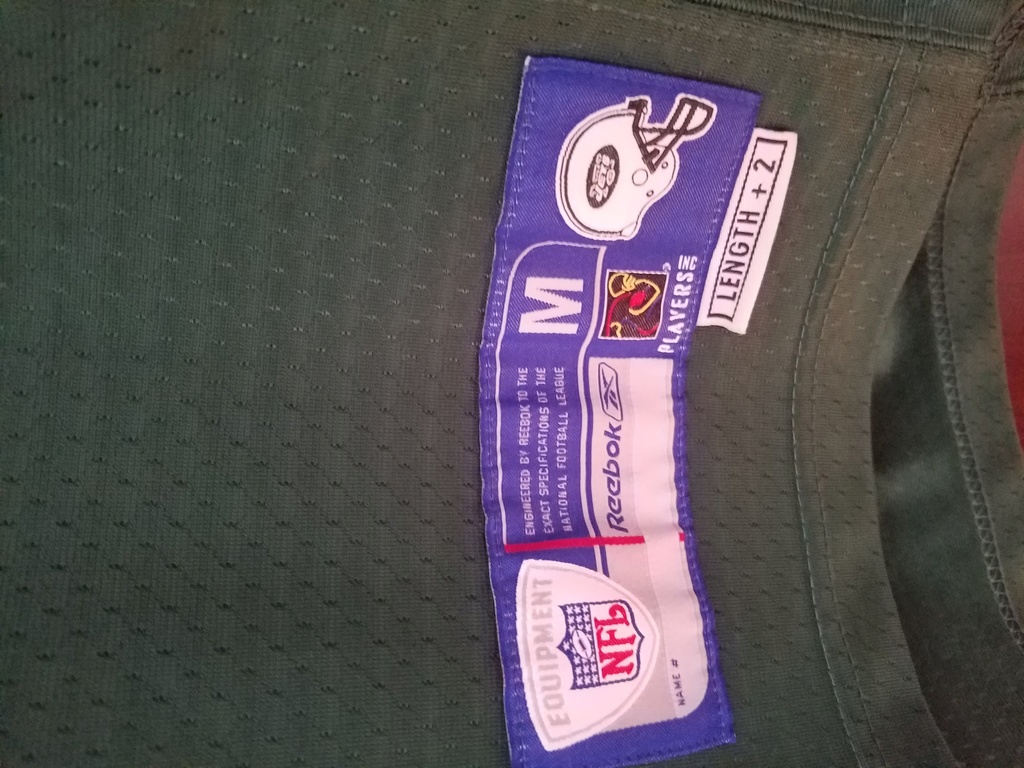 EQUIPMENT
NFL
NAME #
ENGINEERED BY REEBOK TO THE
EXACT SPECIFICATIONS OF THE
NATIONAL FOOTBALL LEAGUE
Reebok
M
PLAYERS INC
JETS
LENGTH + 2